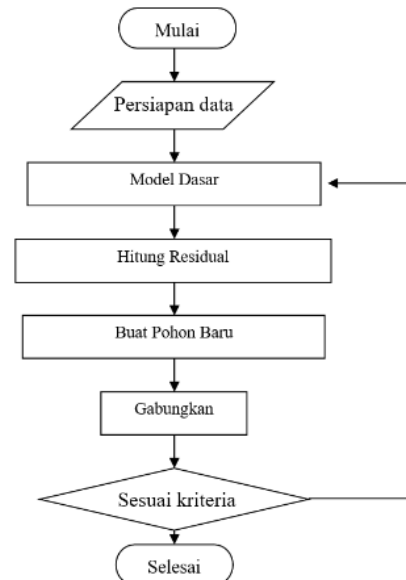 Mulai
Persiapan data
Model Dasar
Hitung Residual
Buat Pohon Baru
Gabungkan
Sesuai kriteria
Selesai